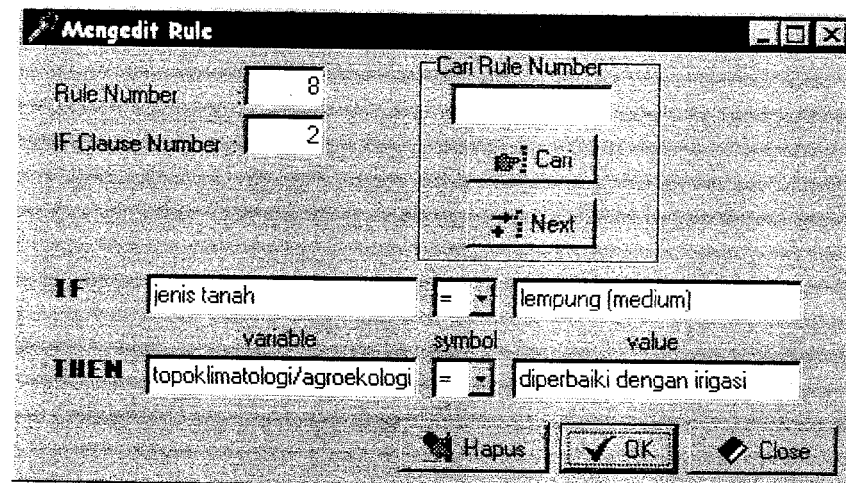 Mengedit Rule
Rule Number 8
IF Clause Number 2
Cari Rule Number
Cari
Next
IF jenis tanah = lempung (medium)
variable symbol value
THEN topoklimatologi/agroekologi = diperbaiki dengan irigasi
Hapus OK Close